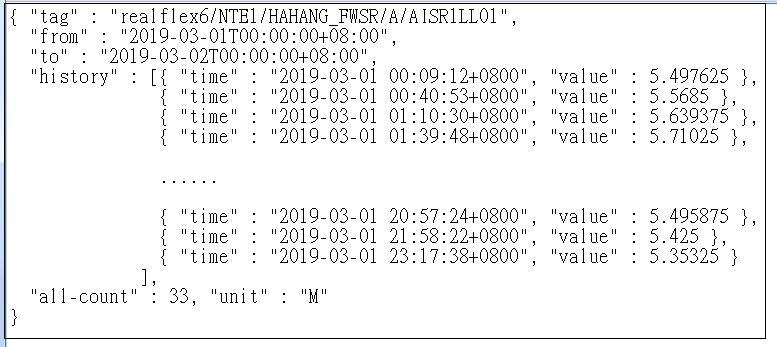 { "tag" : "realflex6/NTE1/HAHANG_FWSR/A/AISR1LL01",
"from" : "2019-03-01T00:00:00+08:00",
"to" : "2019-03-02T00:00:00+08:00",
"history" : [{ "time" : "2019-03-01 00:09:12+0800", "value" : 5.497625 },
{ "time" : "2019-03-01 00:40:53+0800", "value" : 5.5685 },
{ "time" : "2019-03-01 01:10:30+0800", "value" : 5.639375 },
{ "time" : "2019-03-01 01:39:48+0800", "value" : 5.71025 },
......
{ "time" : "2019-03-01 20:57:24+0800", "value" : 5.495875 },
{ "time" : "2019-03-01 21:58:22+0800", "value" : 5.425 },
{ "time" : "2019-03-01 23:17:38+0800", "value" : 5.35325 }
],
"all-count" : 33, "unit" : "M"
}